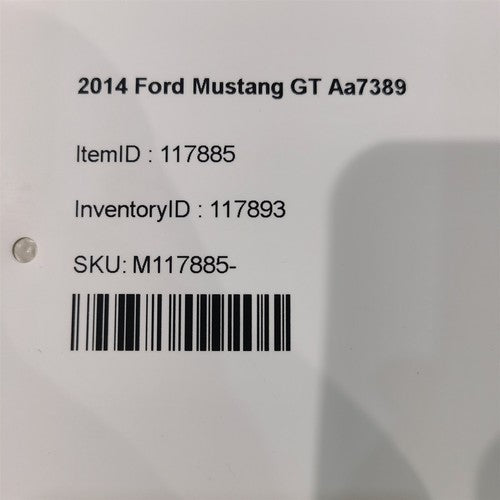 2014 Ford Mustang GT Aa7389
ItemID : 117885
InventoryID : 117893
SKU: M117885-